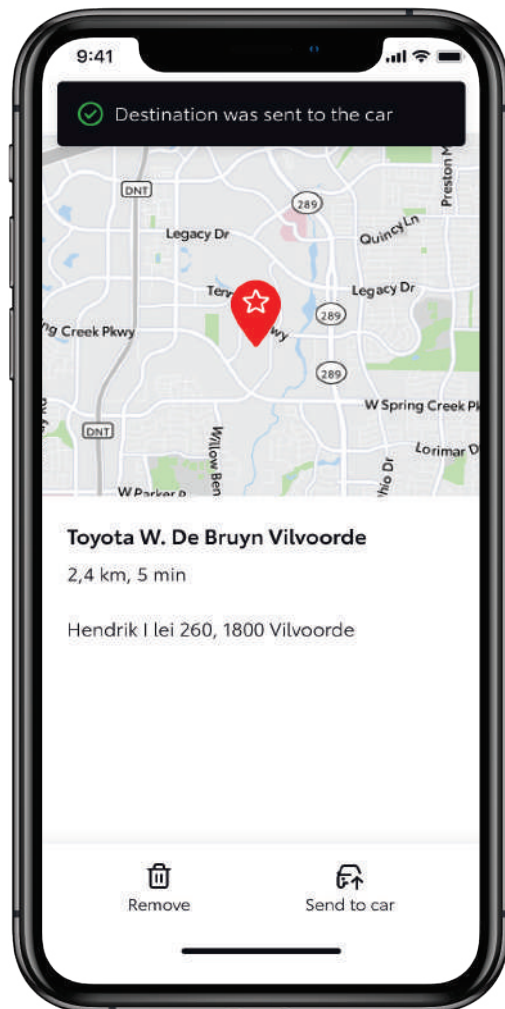 9:41
Destination was sent to the car
DNT
289
Preston
Quincy Ln
Legacy Dr
Legacy Dr
289
Creek Pkwy
289
W Spring Creek
DNT
Willow
Lorimar
W Parker
Toyota W. De Bruyn Vilvoorde
2,4 km, 5 min
Hendrik I lei 260, 1800 Vilvoorde
Remove
Send to car